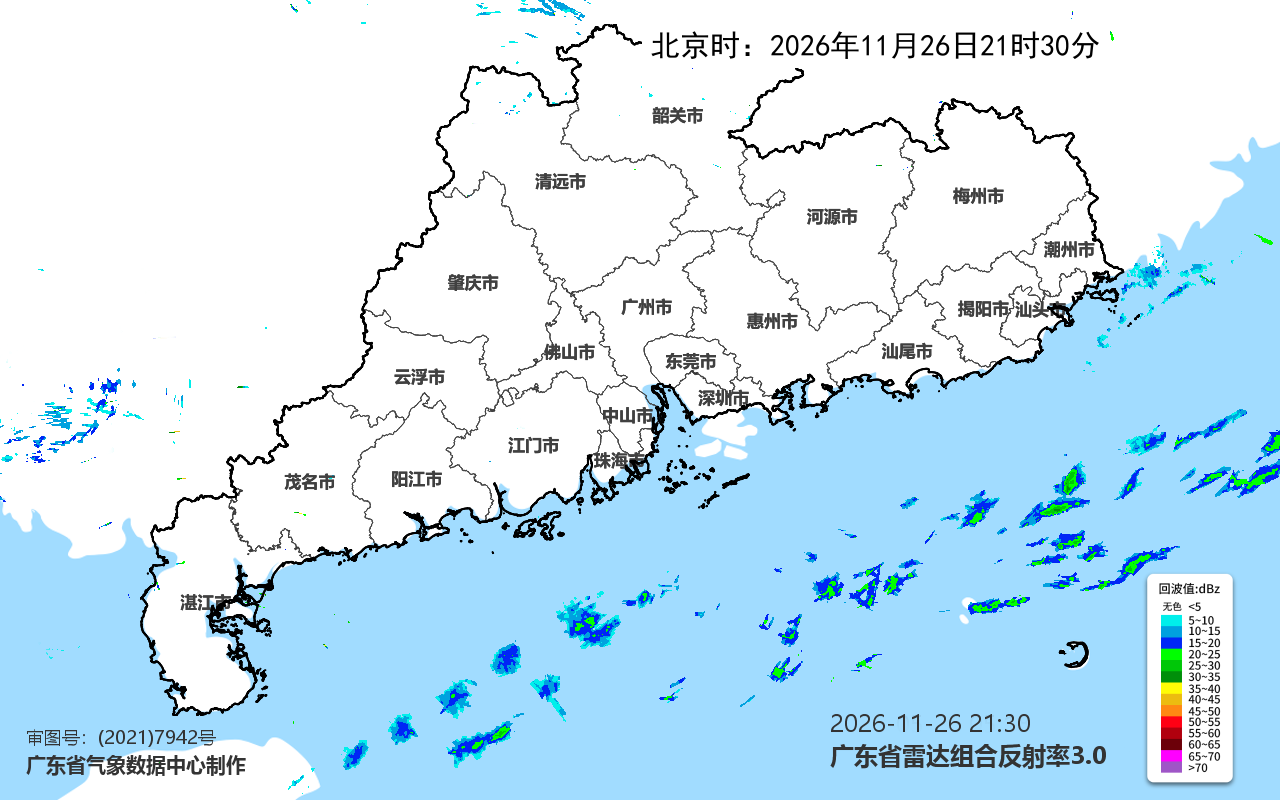 北京时：2026年11月26日21时30分
韶关市
清远市
梅州市
河源市
潮州市
肇庆市
广州市
揭阳市
汕头市
惠州市
佛山市
东莞市
汕尾市
云浮市
深圳市
中山市
江门市
珠海市
阳江市
茂名市
湛江市
回波值:dBz
无色 <5
5~10
10~15
15~20
20~25
25~30
30~35
35~40
40~45
45~50
50~55
55~60
60~65
65~70
>70
2026-11-26 21:30
广东省雷达组合反射率3.0
审图号：(2021)7942号
广东省气象数据中心制作